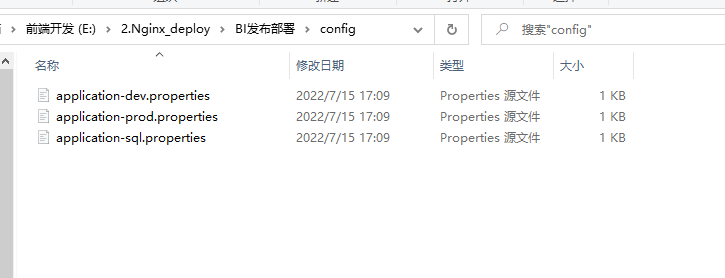 前端开发 (E:) > 2.Nginx_deploy > BI发布部署 > config
搜索"config"
名称 修改日期 类型 大小
application-dev.properties 2022/7/15 17:09 Properties 源文件 1 KB
application-prod.properties 2022/7/15 17:09 Properties 源文件 1 KB
application-sql.properties 2022/7/15 17:09 Properties 源文件 1 KB